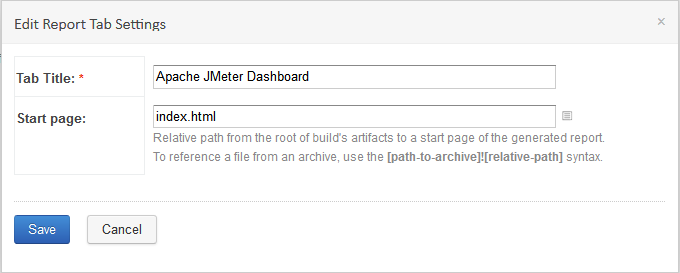 Edit Report Tab Settings ×
Tab Title: * Apache JMeter Dashboard
Start page: index.html
Relative path from the root of build's artifacts to a start page of the generated report.
To reference a file from an archive, use the [path-to-archive]![relative-path] syntax.
Save Cancel